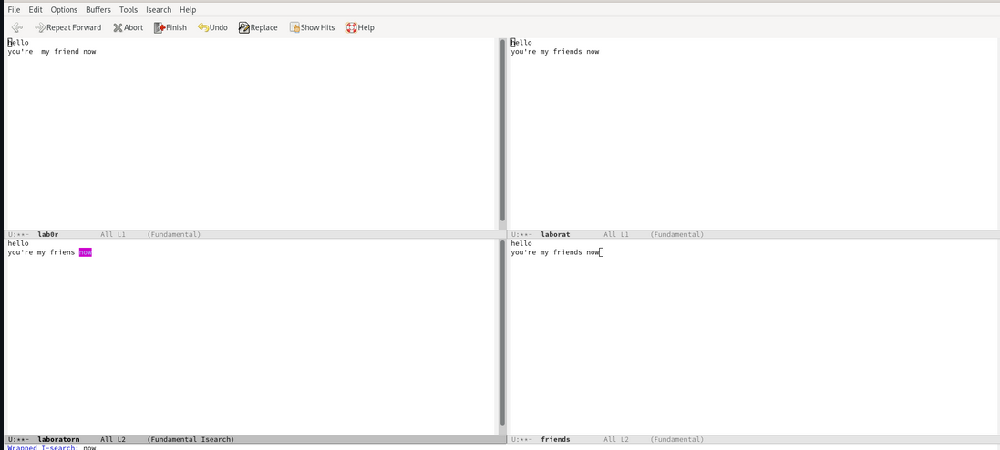 File Edit Options Buffers Tools Isearch Help
Repeat Forward Abort Finish Undo Replace Show Hits Help
hello
you're  my friend now
U:**-  lab0r  All L1  (Fundamental)
hello
you're my friends now
U:**-  laborat  All L1  (Fundamental)
hello
you're my friens now
U:**-  laboratorn  All L2  (Fundamental Isearch)
hello
you're my friends now
U:**-  friends  All L2  (Fundamental)
Wrapped I-search: now